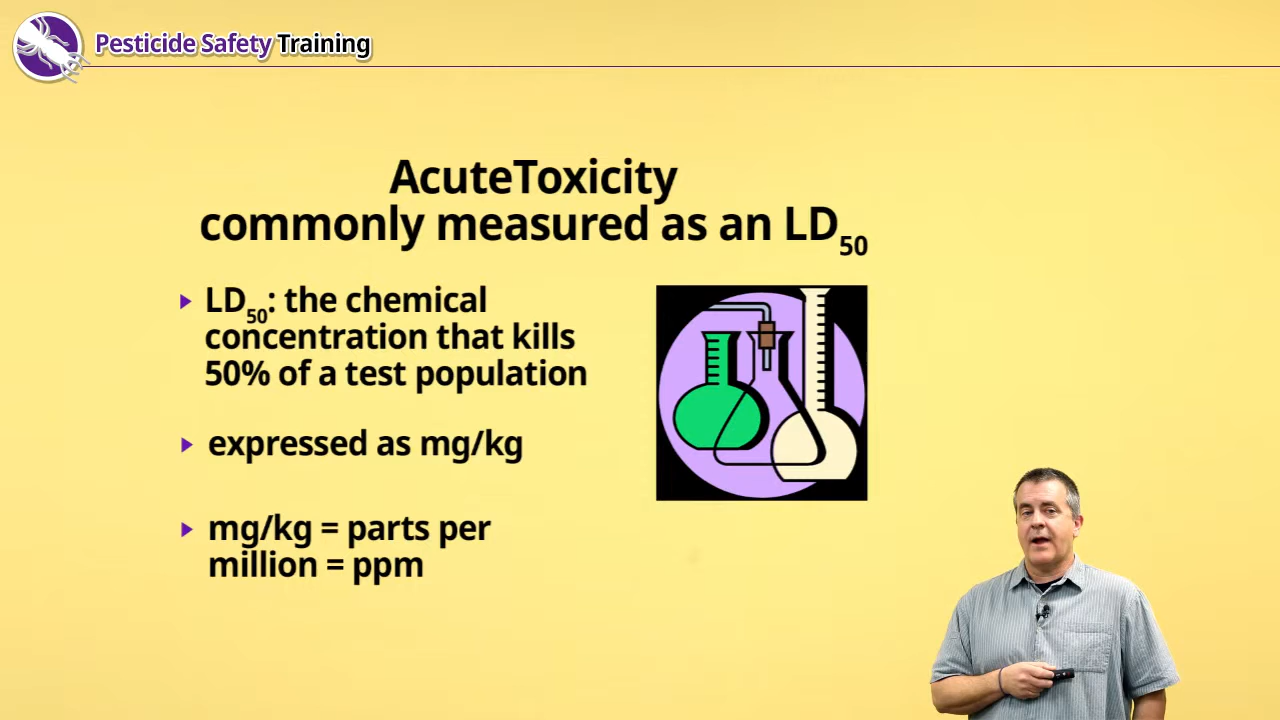 Pesticide Safety Training
AcuteToxicity
commonly measured as an LD50
LD50: the chemical
concentration that kills
50% of a test population
expressed as mg/kg
mg/kg = parts per
million = ppm